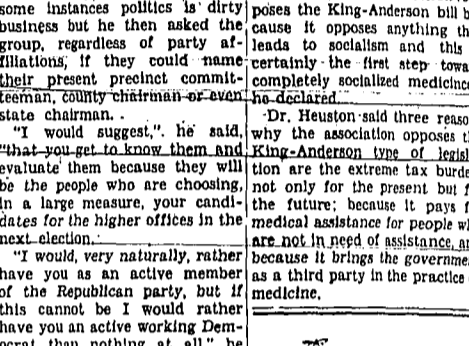 some instances politics is dirty
business but he then asked the
group, regardless of party af-
filiations, if they could name
their present precinct commit-
teeman, county chairman or even
state chairman.
"I would suggest," he said,
"that you get to know them and
evaluate them because they will
be the people who are choosing,
in a large measure, your candi-
dates for the higher offices in the
next election.
"I would, very naturally, rather
have you as an active member
of the Republican party, but if
this cannot be I would rather
have you an active working Dem-
ocrat than nothing at all," he
poses the King-Anderson bill b
cause it opposes anything th
leads to socialism and this
certainly the first step towa
completely socialized medicine
he declared.
Dr. Heuston said three reaso
why the association opposes t
King-Anderson type of legisl
tion are the extreme tax burde
not only for the present but f
the future; because it pays f
medical assistance for people w
are not in need of assistance, an
because it brings the governme
as a third party in the practice
medicine.